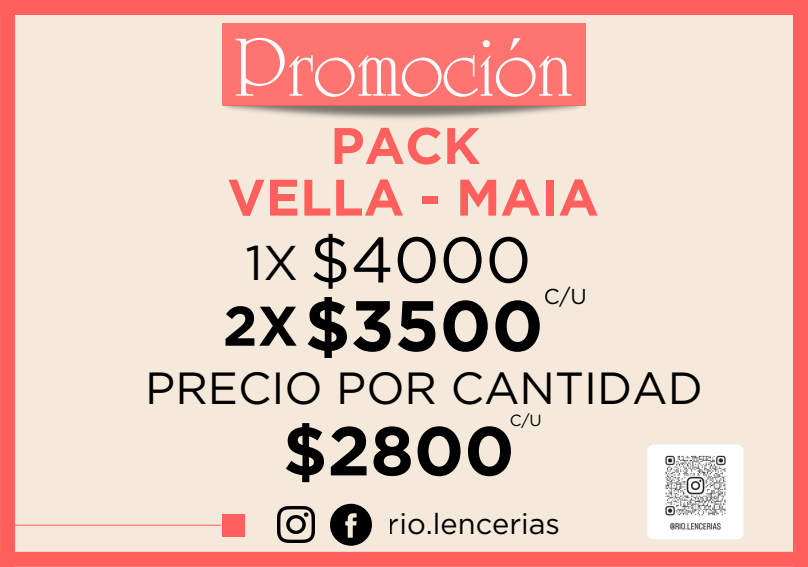 Promoción
PACK
VELLA - MAIA
1X $4000
2X $3500 C/U
PRECIO POR CANTIDAD
$2800 C/U
rio.lencerias
@RIO.LENCERIAS